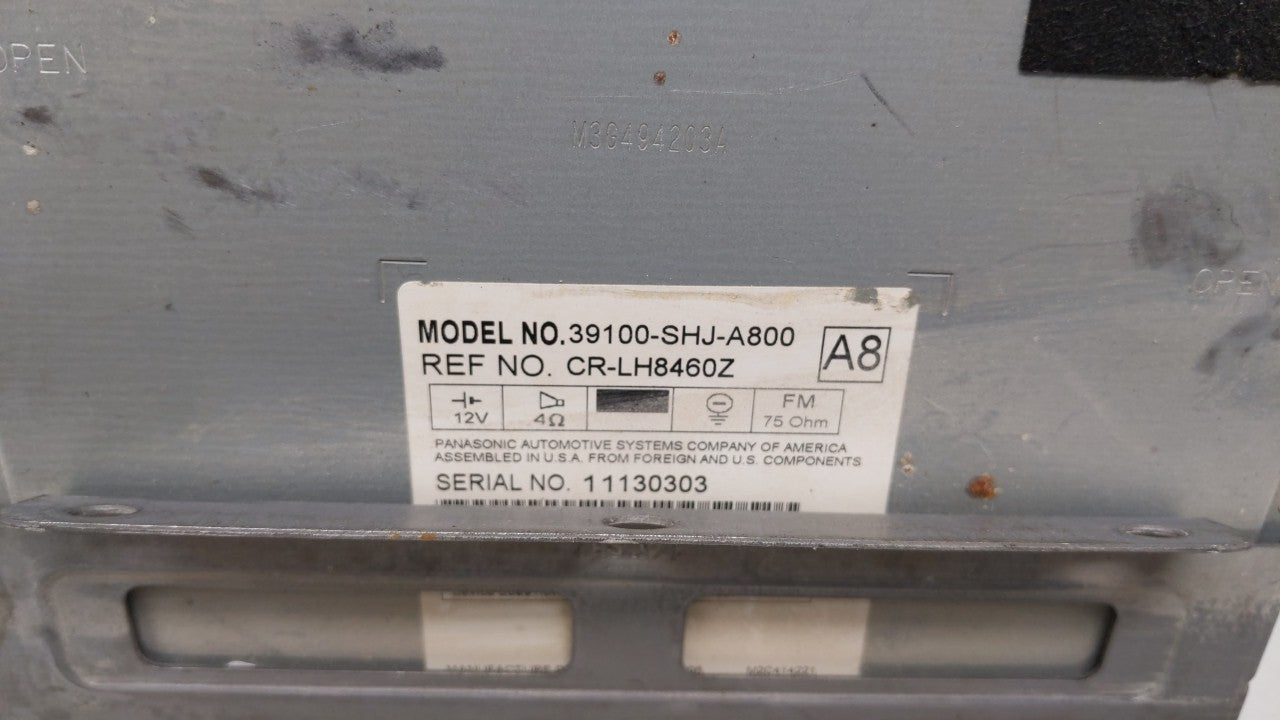 OPEN
M3G494203A
OPEN
MODEL NO. 39100-SHJ-A800
A8
REF NO. CR-LH8460Z
12V
4Ω
FM
75 Ohm
PANASONIC AUTOMOTIVE SYSTEMS COMPANY OF AMERICA
ASSEMBLED IN U.S.A. FROM FOREIGN AND U.S. COMPONENTS
SERIAL NO. 11130303